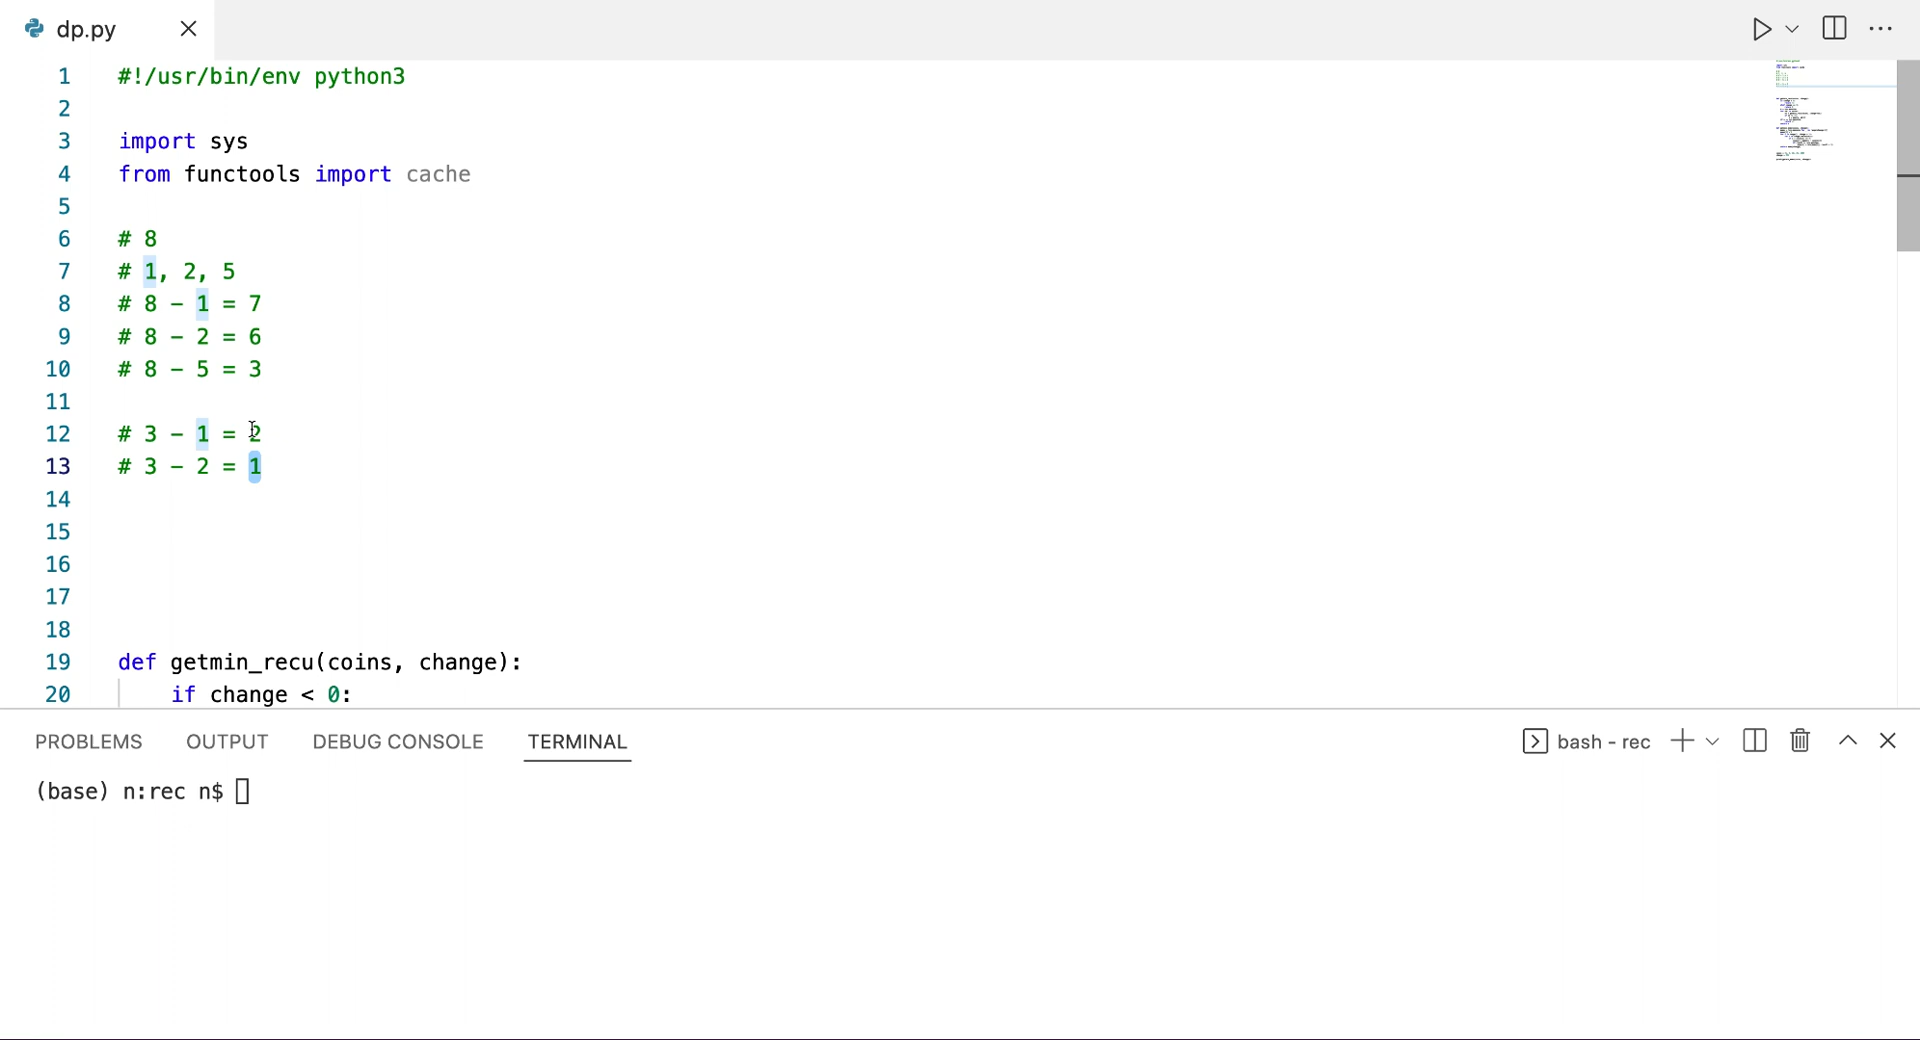 dp.py
1 #!/usr/bin/env python3
2
3 import sys
4 from functools import cache
5
6 # 8
7 # 1, 2, 5
8 # 8 - 1 = 7
9 # 8 - 2 = 6
10 # 8 - 5 = 3
11
12 # 3 - 1 = 2
13 # 3 - 2 = 1
14
15
16
17
18
19 def getmin_recu(coins, change):
20 if change < 0:
PROBLEMS OUTPUT DEBUG CONSOLE TERMINAL bash - rec
(base) n:rec n$